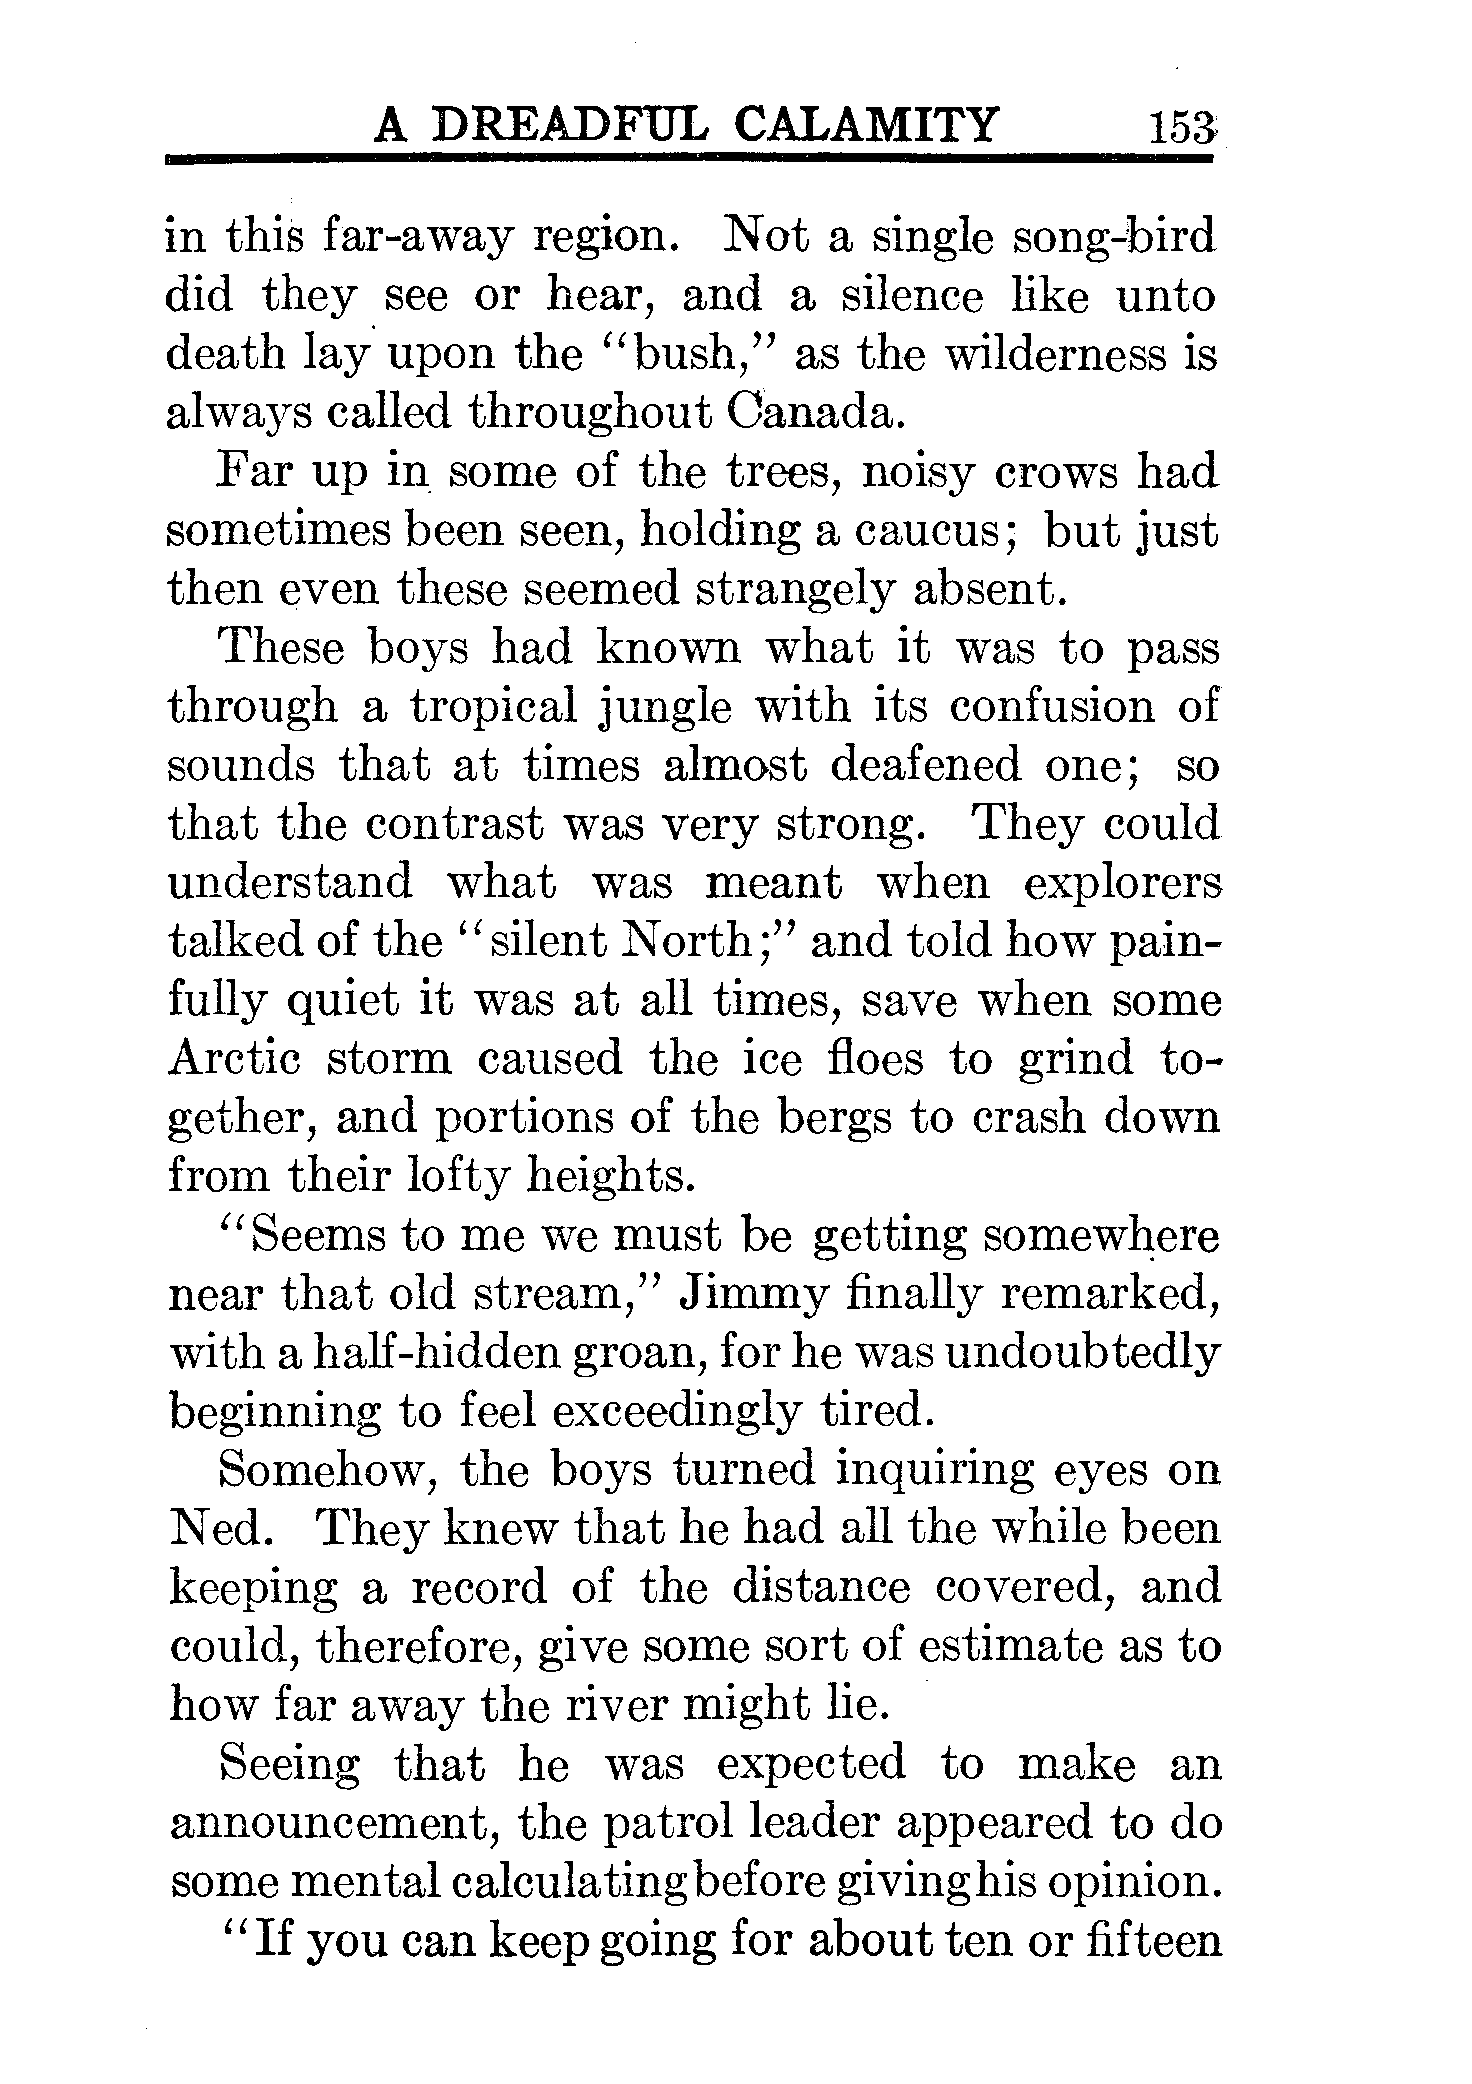 A DREADFUL CALAMITY 153
in this far-away region. Not a single song-bird
did they see or hear, and a silence like unto
death lay upon the "bush," as the wilderness is
always called throughout Canada.
Far up in some of the trees, noisy crows had
sometimes been seen, holding a caucus; but just
then even these seemed strangely absent.
These boys had known what it was to pass
through a tropical jungle with its confusion of
sounds that at times almost deafened one; so
that the contrast was very strong. They could
understand what was meant when explorers
talked of the "silent North;" and told how pain-
fully quiet it was at all times, save when some
Arctic storm caused the ice floes to grind to-
gether, and portions of the bergs to crash down
from their lofty heights.
"Seems to me we must be getting somewhere
near that old stream," Jimmy finally remarked,
with a half-hidden groan, for he was undoubtedly
beginning to feel exceedingly tired.
Somehow, the boys turned inquiring eyes on
Ned. They knew that he had all the while been
keeping a record of the distance covered, and
could, therefore, give some sort of estimate as to
how far away the river might lie.
Seeing that he was expected to make an
announcement, the patrol leader appeared to do
some mental calculating before giving his opinion.
"If you can keep going for about ten or fifteen